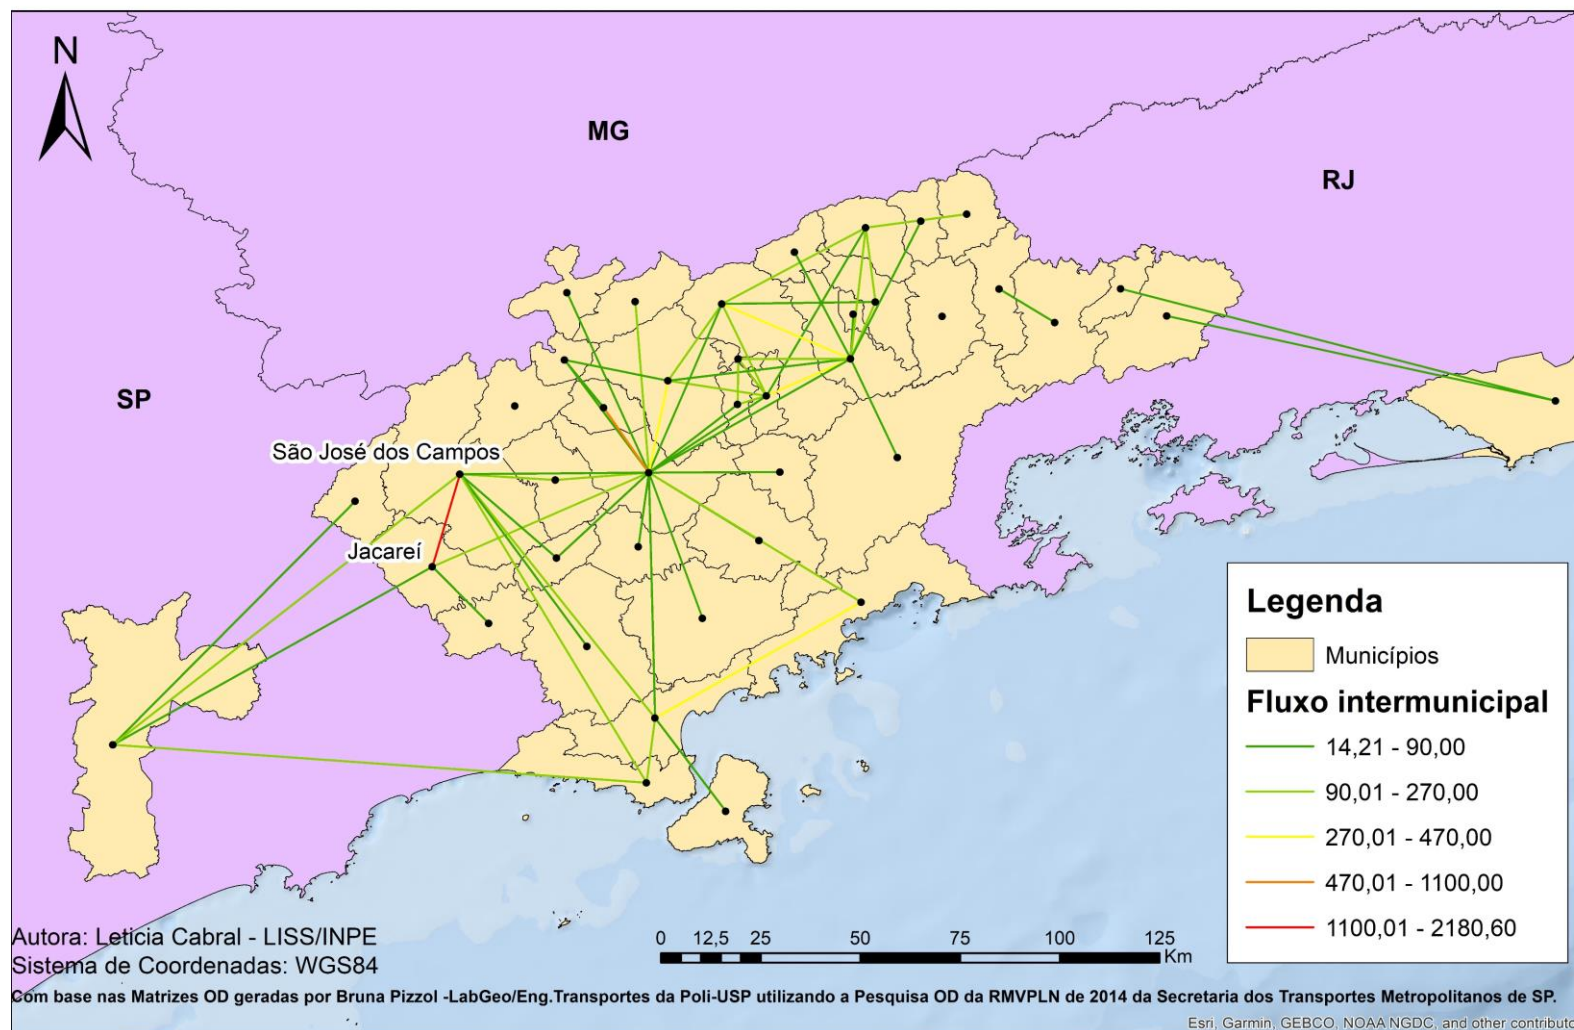 N
MG
RJ
SP
São José dos Campos
Jacareí
Legenda
Municípios
Fluxo intermunicipal
14,21 - 90,00
90,01 - 270,00
270,01 - 470,00
470,01 - 1100,00
1100,01 - 2180,60
Autora: Leticia Cabral - LISS/INPE
Sistema de Coordenadas: WGS84
0 12,5 25 50 75 100 125
Km
Com base nas Matrizes OD geradas por Bruna Pizzol -LabGeo/Eng.Transportes da Poli-USP utilizando a Pesquisa OD da RMVPLN de 2014 da Secretaria dos Transportes Metropolitanos de SP.
Esri, Garmin, GEBCO, NOAA NGDC, and other contributo